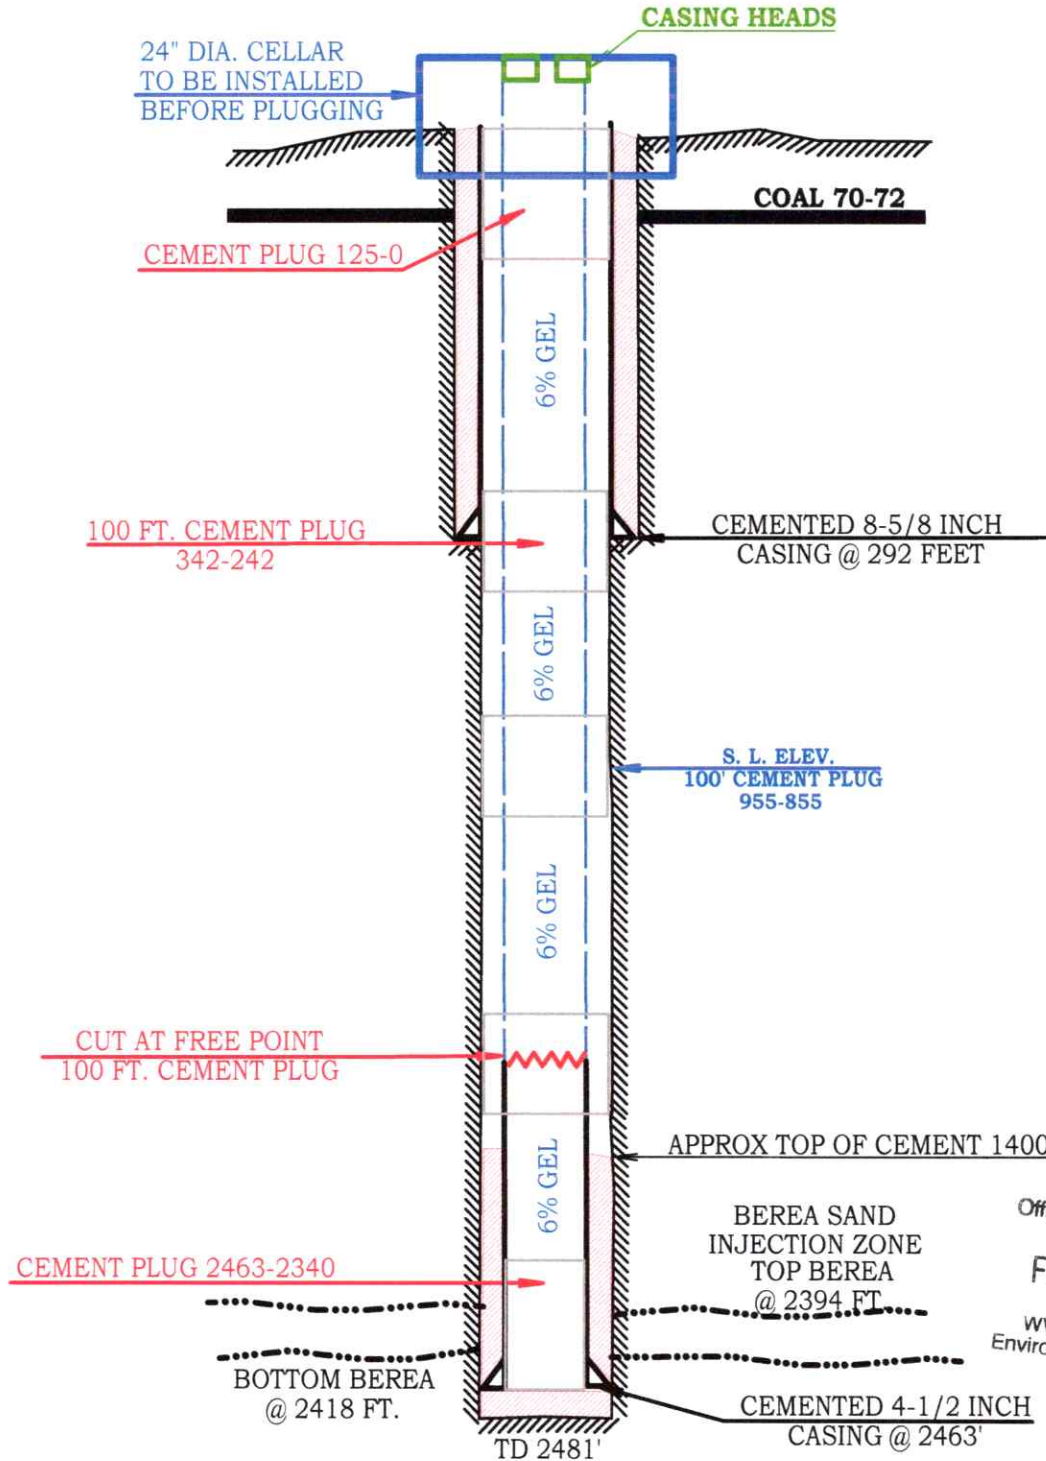 CASING HEADS
24" DIA. CELLAR
TO BE INSTALLED
BEFORE PLUGGING
COAL 70-72
CEMENT PLUG 125-0
6% GEL
100 FT. CEMENT PLUG
342-242
CEMENTED 8-5/8 INCH
CASING @ 292 FEET
6% GEL
S. L. ELEV.
100' CEMENT PLUG
955-855
6% GEL
CUT AT FREE POINT
100 FT. CEMENT PLUG
APPROX TOP OF CEMENT 1400
6% GEL
BEREA SAND
INJECTION ZONE
TOP BEREA
@ 2394 FT
CEMENT PLUG 2463-2340
BOTTOM BEREA
@ 2418 FT.
CEMENTED 4-1/2 INCH
CASING @ 2463'
TD 2481'